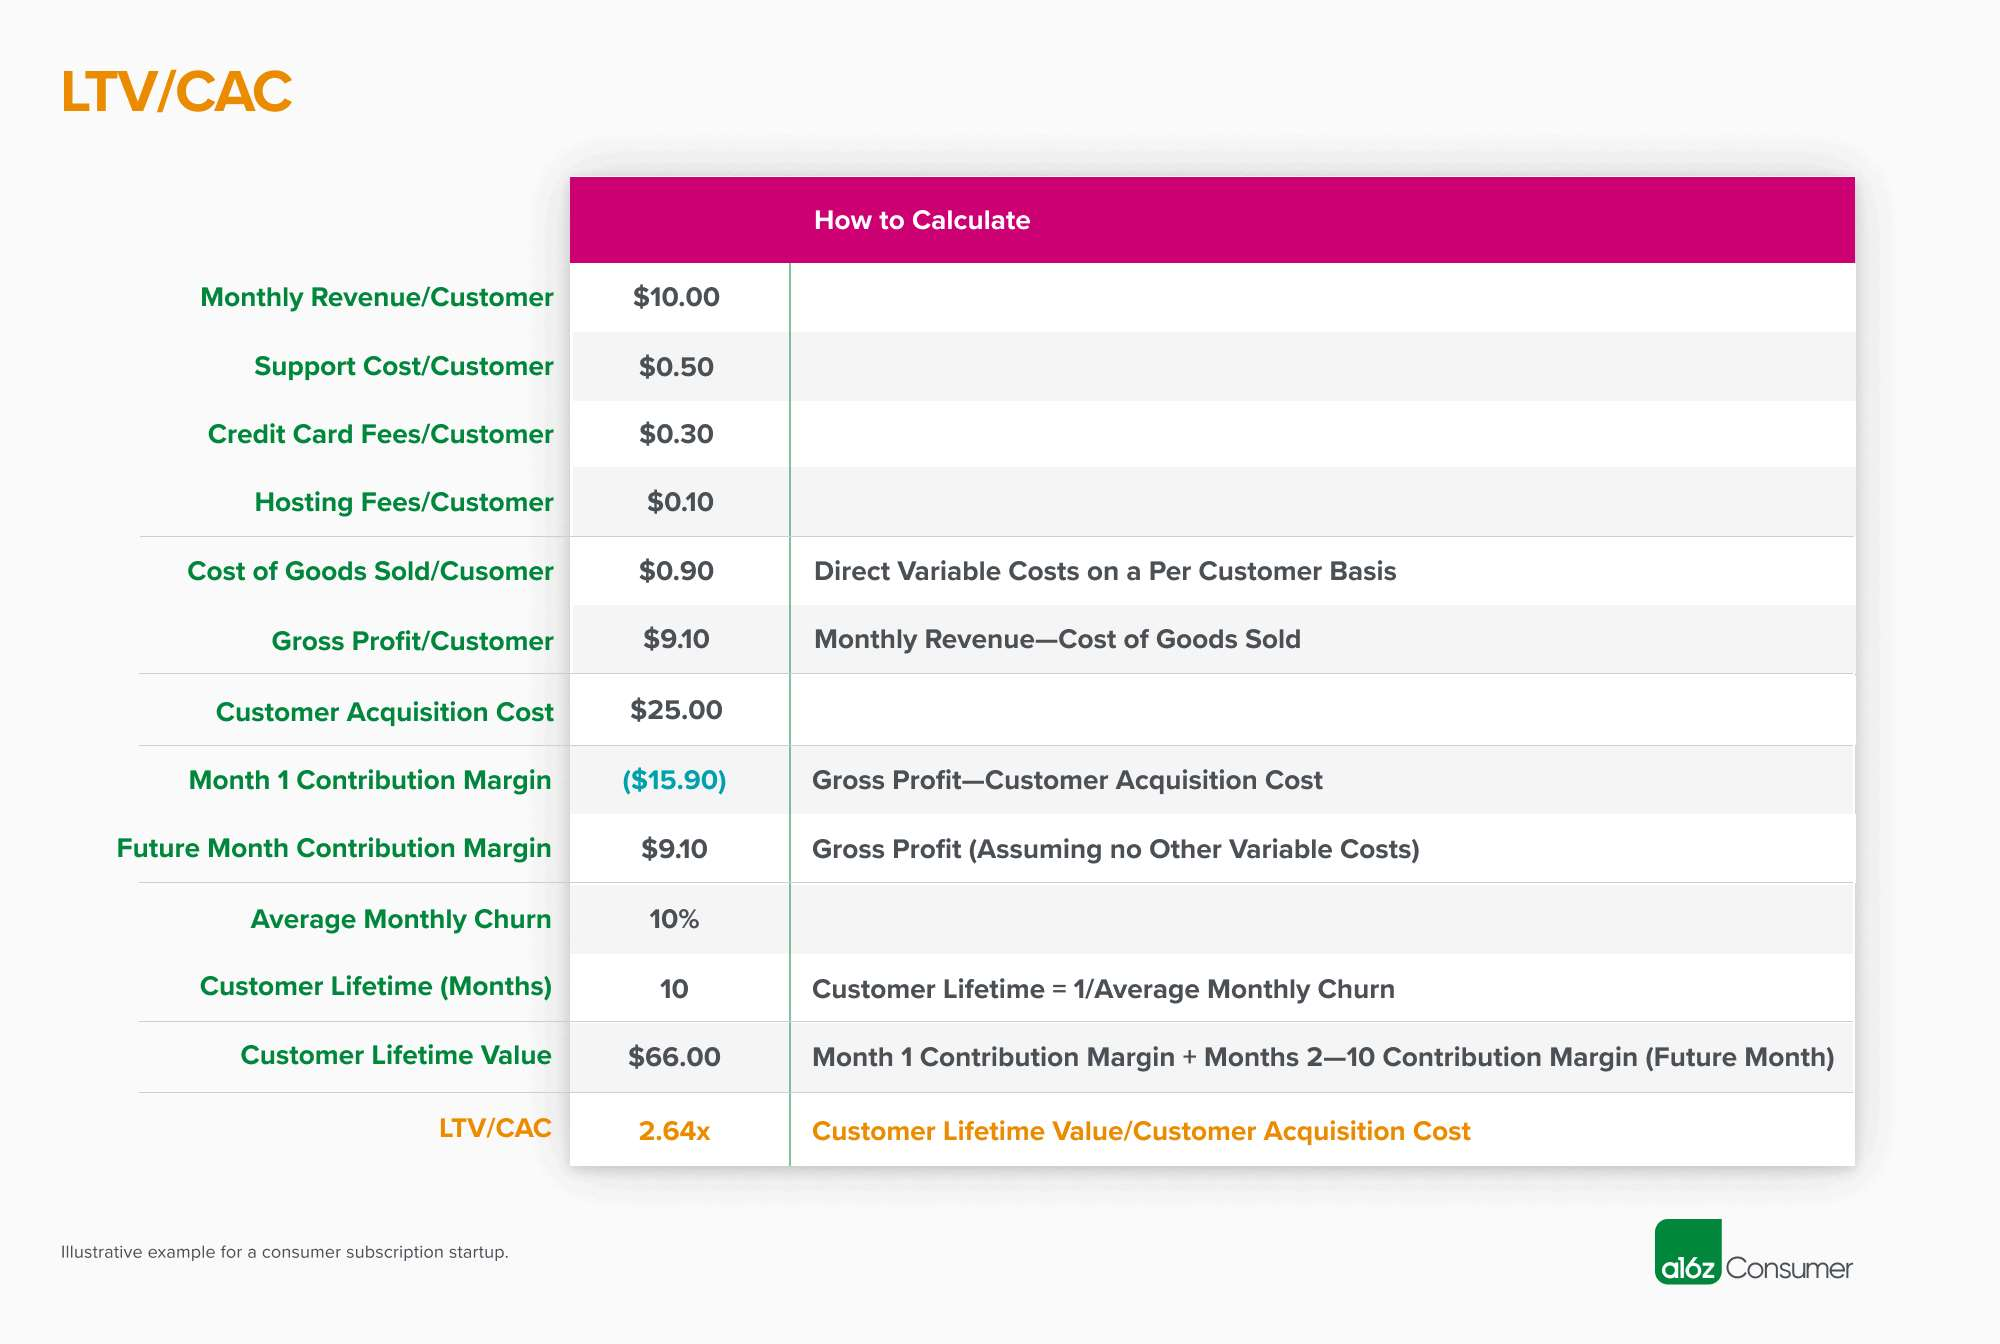 LTV/CAC
How to Calculate
Monthly Revenue/Customer $10.00
Support Cost/Customer $0.50
Credit Card Fees/Customer $0.30
Hosting Fees/Customer $0.10
Cost of Goods Sold/Cusomer $0.90 Direct Variable Costs on a Per Customer Basis
Gross Profit/Customer $9.10 Monthly Revenue—Cost of Goods Sold
Customer Acquisition Cost $25.00
Month 1 Contribution Margin ($15.90) Gross Profit—Customer Acquisition Cost
Future Month Contribution Margin $9.10 Gross Profit (Assuming no Other Variable Costs)
Average Monthly Churn 10%
Customer Lifetime (Months) 10 Customer Lifetime = 1/Average Monthly Churn
Customer Lifetime Value $66.00 Month 1 Contribution Margin + Months 2—10 Contribution Margin (Future Month)
LTV/CAC 2.64x Customer Lifetime Value/Customer Acquisition Cost
Illustrative example for a consumer subscription startup.
a16z Consumer